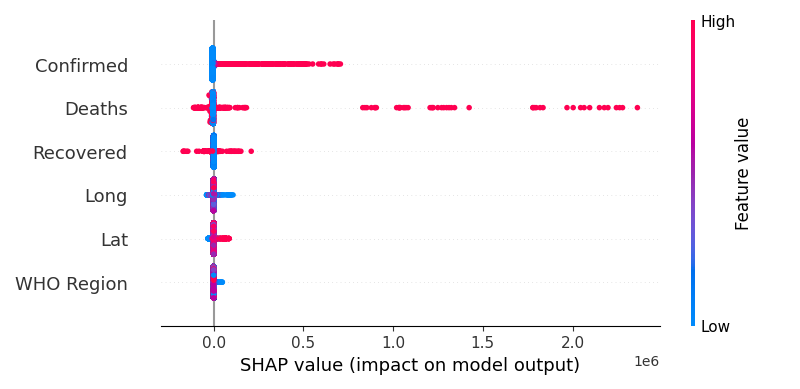 High
Confirmed
Deaths
Recovered
Long
Lat
WHO Region
Feature value
Low
0.0 0.5 1.0 1.5 2.0
1e6
SHAP value (impact on model output)